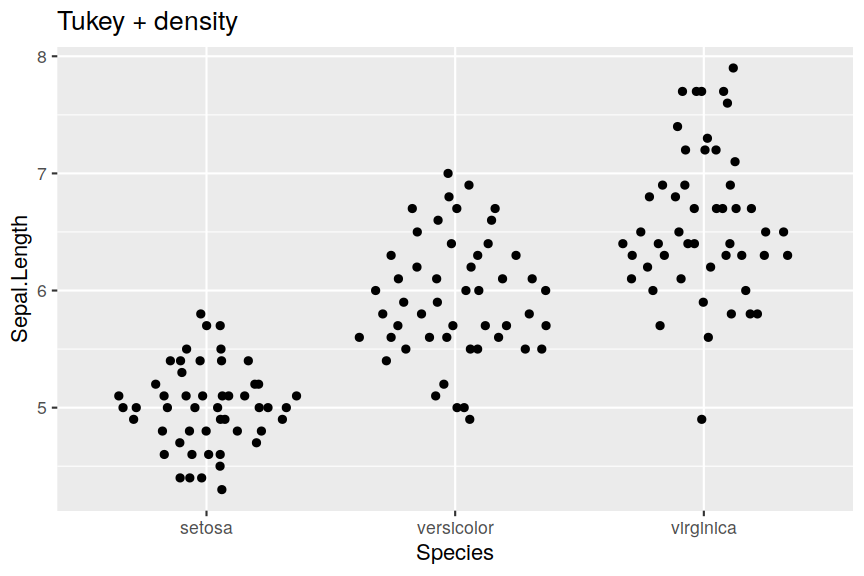 Tukey + density
8
7
6
5
Sepal.Length
setosa
versicolor
virginica
Species